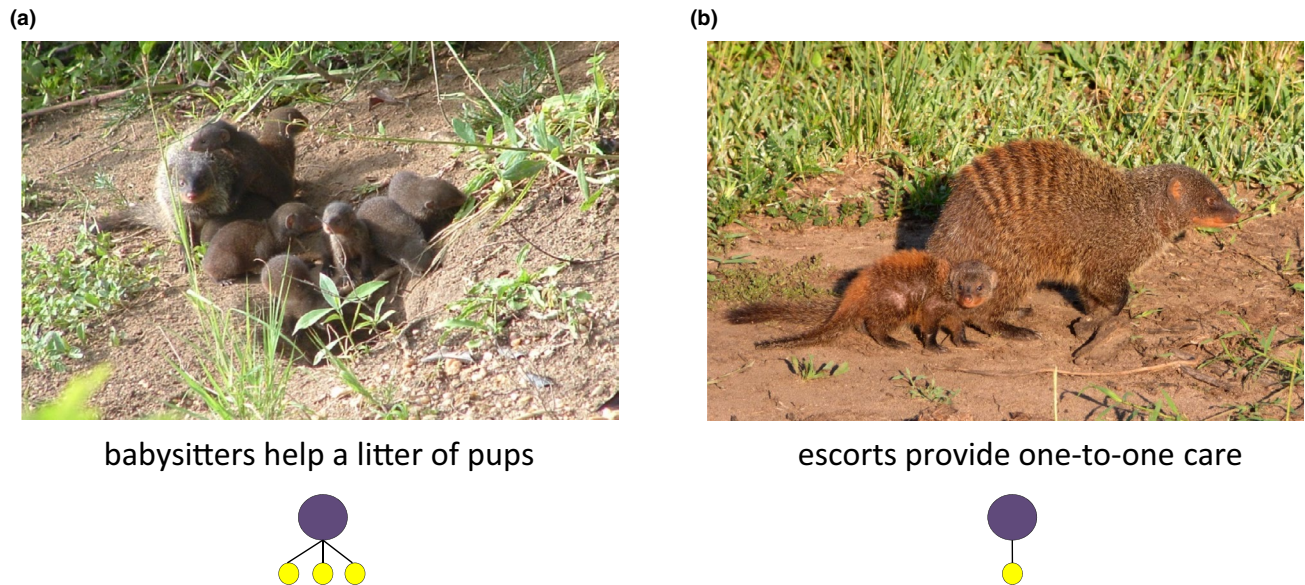 (a)
(b)
babysitters help a litter of pups
escorts provide one-to-one care